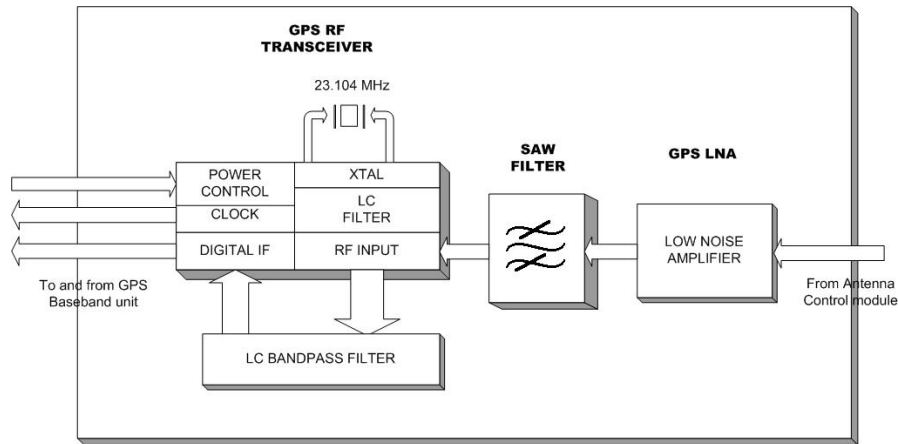 GPS RF
TRANSCEIVER
23.104 MHz
SAW
FILTER
GPS LNA
POWER
CONTROL
XTAL
LC
FILTER
CLOCK
DIGITAL IF
RF INPUT
LOW NOISE
AMPLIFIER
To and from GPS
Baseband unit
From Antenna
Control module
LC BANDPASS FILTER